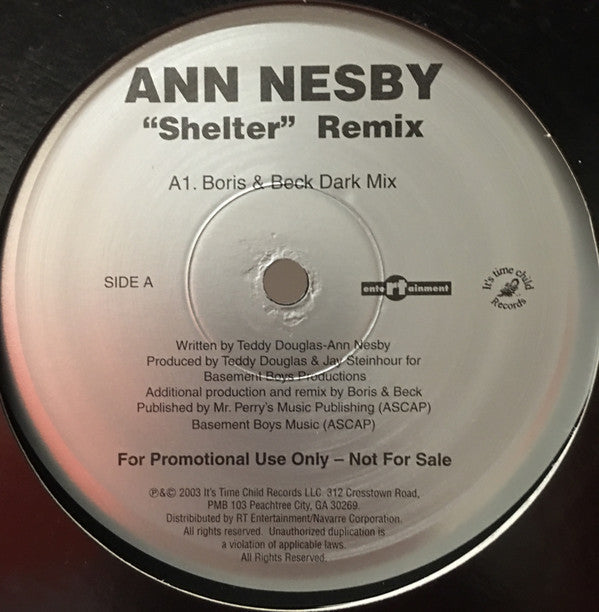 ANN NESBY
“Shelter” Remix
A1. Boris & Beck Dark Mix
SIDE A
entertainment
It's time child
Records
Written by Teddy Douglas-Ann Nesby
Produced by Teddy Douglas & Jay Steinhour for
Basement Boys Productions
Additional production and remix by Boris & Beck
Published by Mr. Perry's Music Publishing (ASCAP)
Basement Boys Music (ASCAP)
For Promotional Use Only – Not For Sale
℗&© 2003 It's Time Child Records LLC 312 Crosstown Road,
PMB 103 Peachtree City, GA 30269.
Distribibuted by RT Entertainment/Navarre Corporation.
All rights reserved. Unauthorized duplication is
a violation of applicable laws.
All Rights Reserved.